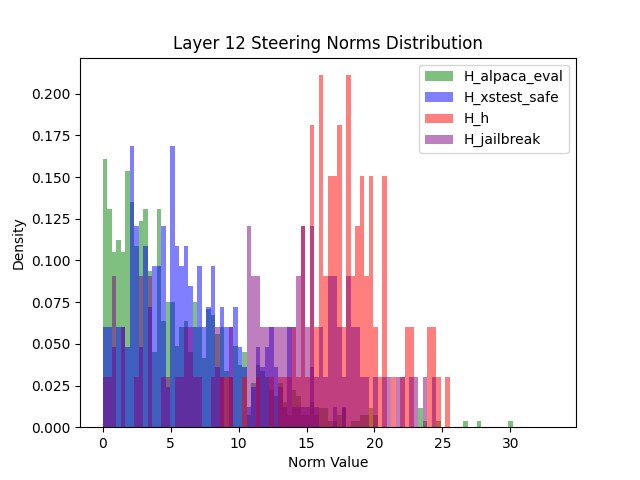 Layer 12 Steering Norms Distribution
H_alpaca_eval
H_xstest_safe
H_h
H_jailbreak
Density
0.200
0.175
0.150
0.125
0.100
0.075
0.050
0.025
0.000
0 5 10 15 20 25 30
Norm Value